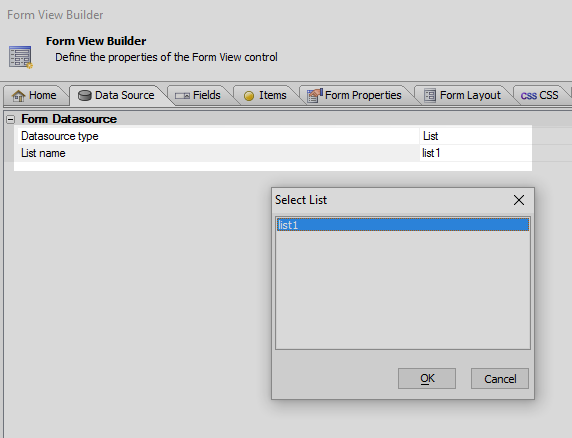 Form View Builder
Form View Builder
Define the properties of the Form View control
Home Data Source Fields Items Form Properties Form Layout CSS CSS
Form Datasource
Datasource type List
List name list1
Select List
list1
OK Cancel